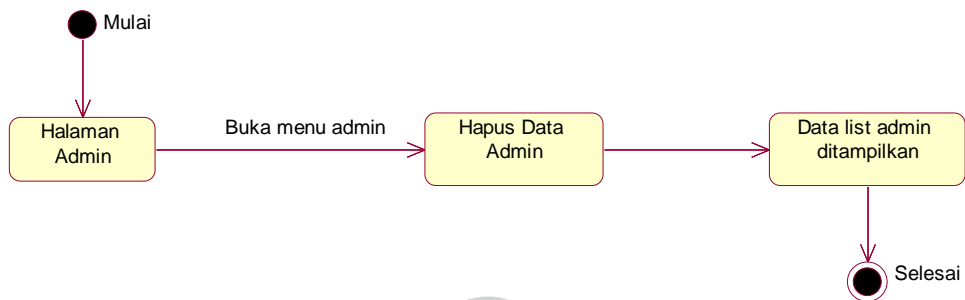 Mulai
Halaman
Admin
Buka menu admin
Hapus Data
Admin
Data list admin
ditampilkan
Selesai